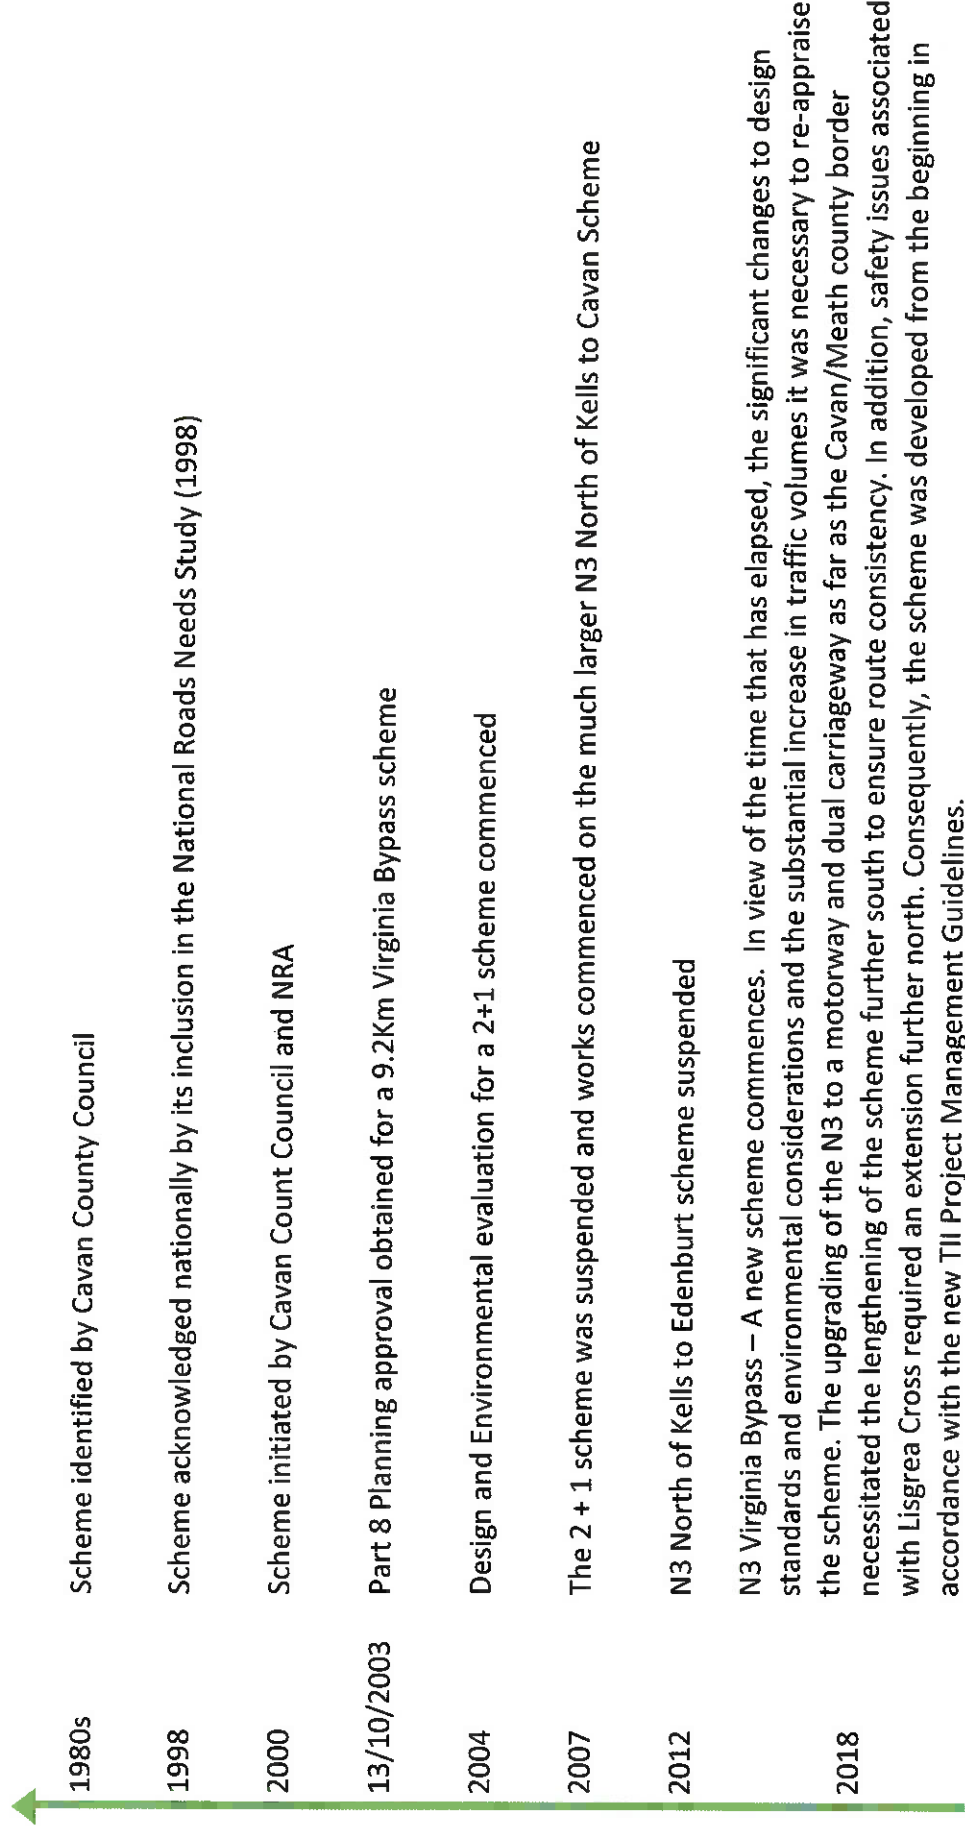 1980s Scheme identified by Cavan County Council
1998 Scheme acknowledged nationally by its inclusion in the National Roads Needs Study (1998)
2000 Scheme initiated by Cavan Count Council and NRA
13/10/2003 Part 8 Planning approval obtained for a 9.2Km Virginia Bypass scheme
2004 Design and Environmental evaluation for a 2+1 scheme commenced
2007 The 2 + 1 scheme was suspended and works commenced on the much larger N3 North of Kells to Cavan Scheme
2012 N3 North of Kells to Edenburt scheme suspended
2018 N3 Virginia Bypass – A new scheme commences. In view of the time that has elapsed, the significant changes to design
standards and environmental considerations and the substantial increase in traffic volumes it was necessary to re-appraise
the scheme. The upgrading of the N3 to a motorway and dual carriageway as far as the Cavan/Meath county border
necessitated the lengthening of the scheme further south to ensure route consistency. In addition, safety issues associated
with Lisgrea Cross required an extension further north. Consequently, the scheme was developed from the beginning in
accordance with the new TII Project Management Guidelines.